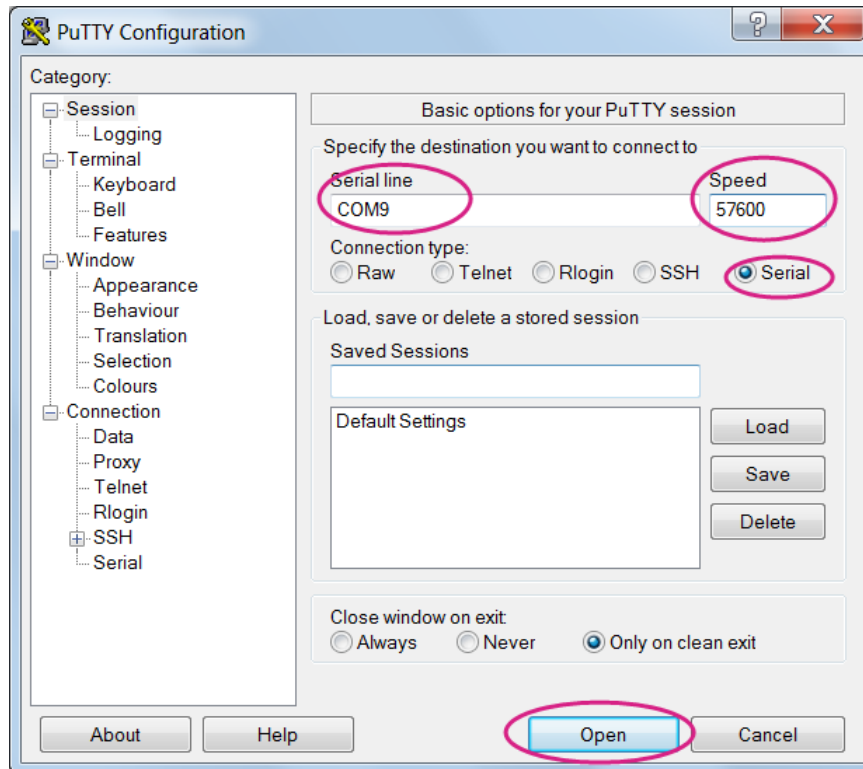 PuTTY Configuration
Category:
Session
Logging
Terminal
Keyboard
Bell
Features
Window
Appearance
Behaviour
Translation
Selection
Colours
Connection
Data
Proxy
Telnet
Rlogin
SSH
Serial
Basic options for your PuTTY session
Specify the destination you want to connect to
Serial line Speed
COM9 57600
Connection type:
Raw Telnet Rlogin SSH Serial
Load, save or delete a stored session
Saved Sessions
Default Settings
Load
Save
Delete
Close window on exit:
Always Never Only on clean exit
About Help Open Cancel